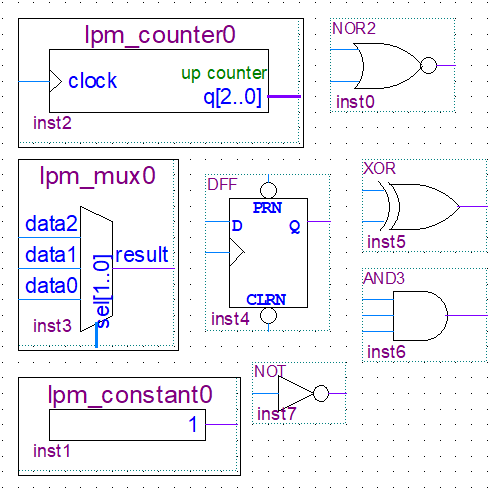 lpm_counter0
up counter
clock
q[2..0]
inst2
NOR2
inst0
lpm_mux0
data2
data1
data0
result
sel[1..0]
inst3
DFF
PRN
D
Q
CLRN
inst4
XOR
inst5
AND3
inst6
lpm_constant0
1
inst1
NOT
inst7